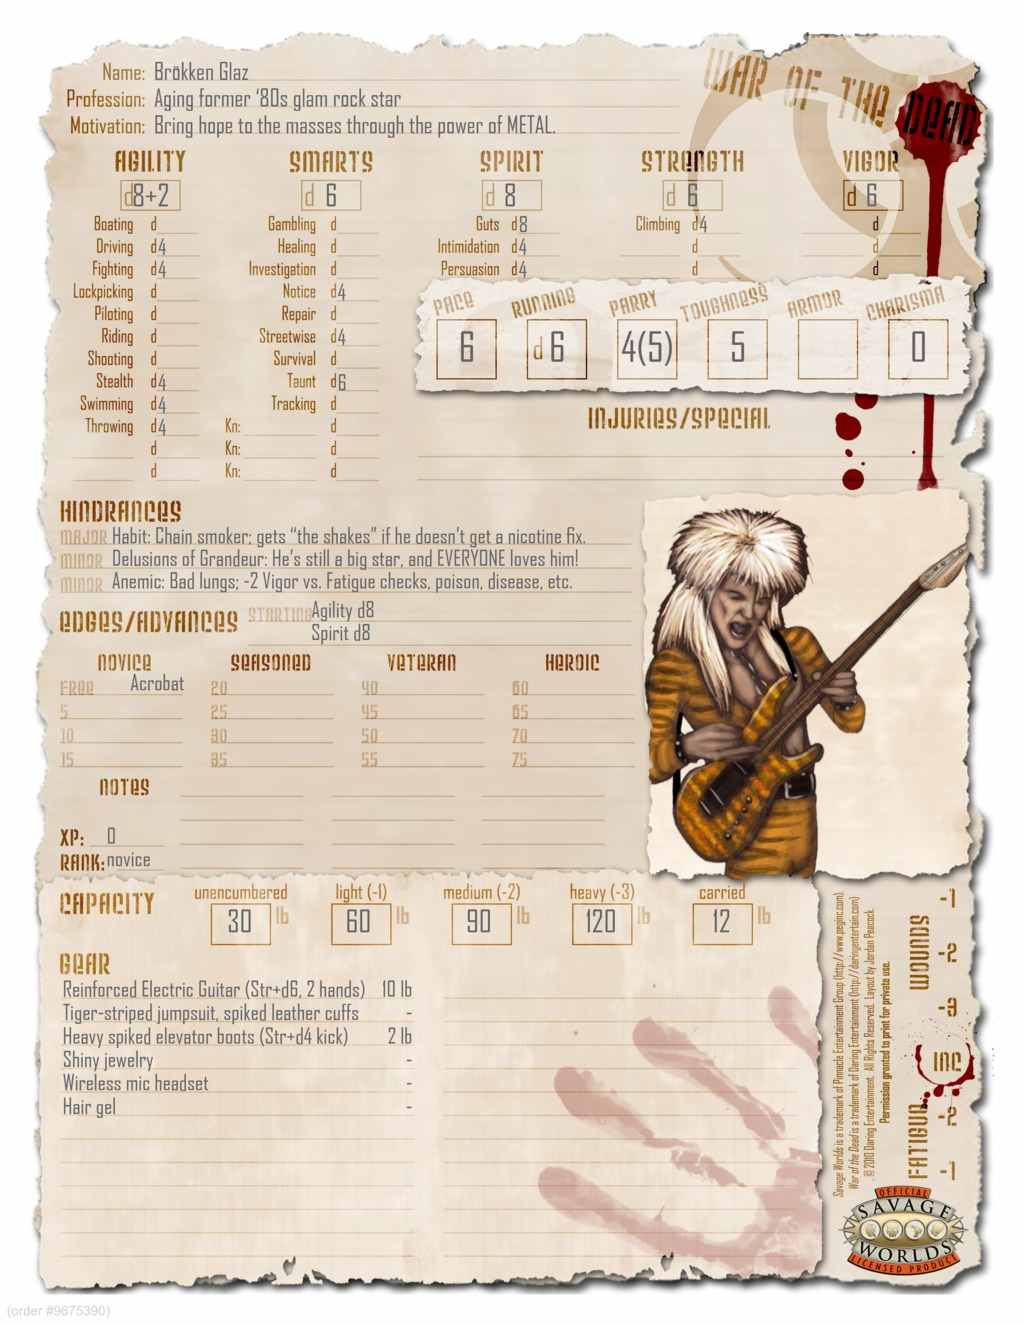 WAR OF THE DEAD
Name: Brökken Glaz
Profession: Aging former ‘80s glam rock star
Motivation: Bring hope to the masses through the power of METAL.
AGILITY SMARTS SPIRIT STRENGTH VIGOR
d8+2 d 6 d 8 d 6 d 6
Boating d Gambling d Guts d8 Climbing d4 d
Driving d4 Healing d Intimidation d4 d d
Fighting d4 Investigation d Persuasion d4 d d
Lockpicking d Notice d4
Piloting d Repair d
Riding d Streetwise d4
Shooting d Survival d
Stealth d4 Taunt d6
Swimming d4 Tracking d
Throwing d4 Kn: d
d Kn: d
d Kn: d
PACE RUNNING PARRY TOUGHNESS ARMOR CHARISMA
6 d 6 4(5) 5 0
INJURIES/SPECIAL
HINDRANCES
MAJOR Habit: Chain smoker; gets “the shakes” if he doesn’t get a nicotine fix.
MINOR Delusions of Grandeur: He’s still a big star, and EVERYONE loves him!
MINOR Anemic: Bad lungs; -2 Vigor vs. Fatigue checks, poison, disease, etc.
EDGES/ADVANCES STARTING Agility d8
Spirit d8
NOVICE SEASONED VETERAN HEROIC
FREE Acrobat 20 40 60
5 25 45 65
10 30 50 70
15 35 55 75
NOTES
XP: 0
RANK: novice
CAPACITY unencumbered light (-1) medium (-2) heavy (-3) carried
30 lb 60 lb 90 lb 120 lb 12 lb
GEAR
Reinforced Electric Guitar (Str+d6, 2 hands) 10 lb
Tiger-striped jumpsuit, spiked leather cuffs -
Heavy spiked elevator boots (Str+d4 kick) 2 lb
Shiny jewelry -
Wireless mic headset -
Hair gel -
Savage Worlds is a trademark of Pinnacle Entertainment Group (http://www.peginc.com).
War of the Dead is a trademark of Daring Entertainment (http://daringentertain.com)
© 2010 Daring Entertainment. All Rights Reserved. Layout by Jordan Peacock
Permission granted to print for private use.
WOUNDS
-1
-2
-3
INC
FATIGUE
-2
-1
OFFICIAL
SAVAGE
WORLDS
LICENSED PRODUCT
(order #9675390)